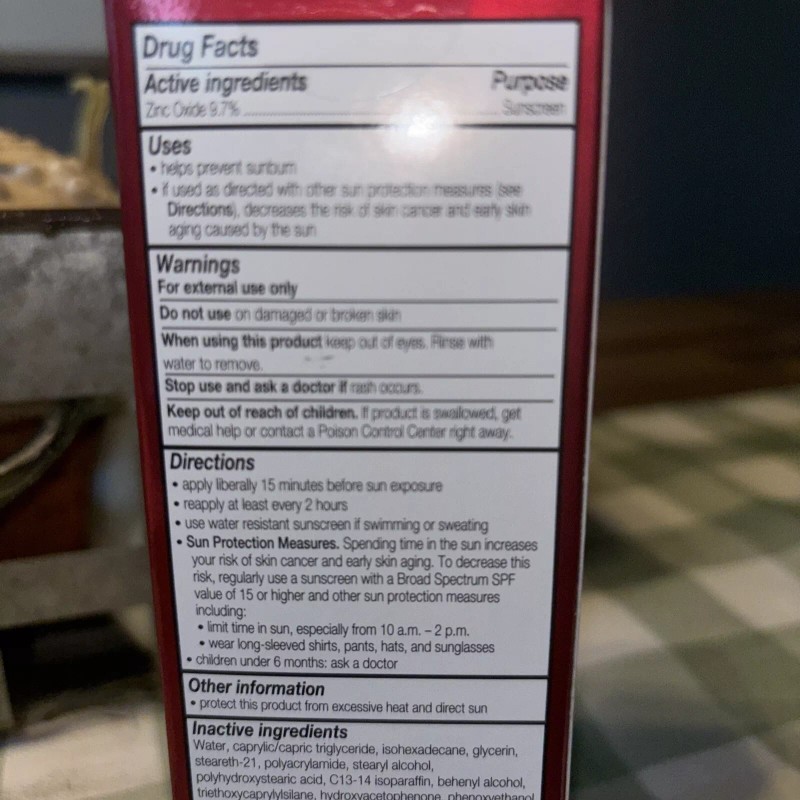 Drug Facts
Active ingredients Purpose
Zinc Oxide 9.7% Sunscreen
Uses
• helps prevent sunburn
• if used as directed with other sun protection measures (see
Directions), decreases the risk of skin cancer and early skin
aging caused by the sun
Warnings
For external use only
Do not use on damaged or broken skin
When using this product keep out of eyes. Rinse with
water to remove.
Stop use and ask a doctor if rash occurs.
Keep out of reach of children. If product is swallowed, get
medical help or contact a Poison Control Center right away.
Directions
• apply liberally 15 minutes before sun exposure
• reapply at least every 2 hours
• use water resistant sunscreen if swimming or sweating
• Sun Protection Measures. Spending time in the sun increases
your risk of skin cancer and early skin aging. To decrease this
risk, regularly use a sunscreen with a Broad Spectrum SPF
value of 15 or higher and other sun protection measures
including:
• limit time in sun, especially from 10 a.m. – 2 p.m.
• wear long-sleeved shirts, pants, hats, and sunglasses
• children under 6 months: ask a doctor
Other information
• protect this product from excessive heat and direct sun
Inactive ingredients
Water, caprylic/capric triglyceride, isohexadecane, glycerin,
steareth-21, polyacrylamide, stearyl alcohol,
polyhydroxystearic acid, C13-14 isoparaffin, behenyl alcohol,
triethoxycaprylylsilane, hydroxyacetophenone, phenoxyethanol